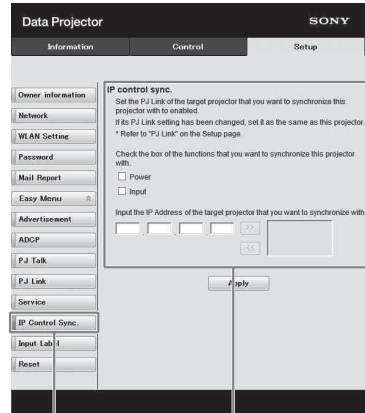 Data Projector
SONY
Information
Control
Setup
Owner information
Network
WLAN Setting
Password
Mail Report
Easy Menu
Advertisement
ADCP
PJ Talk
PJ Link
Service
IP Control Sync.
Input Label
Reset
IP control sync.
Set the PJ Link of the target projector that you want to synchronize this
projector with to enabled.
If its PJ Link setting has been changed, set it as the same as this projector.
* Refer to "PJ Link" on the Setup page.
Check the box of the functions that you want to synchronize this projector
with.
Power
Input
Input the IP Address of the target projector that you want to synchronize with
. . .
>>
<<
Apply